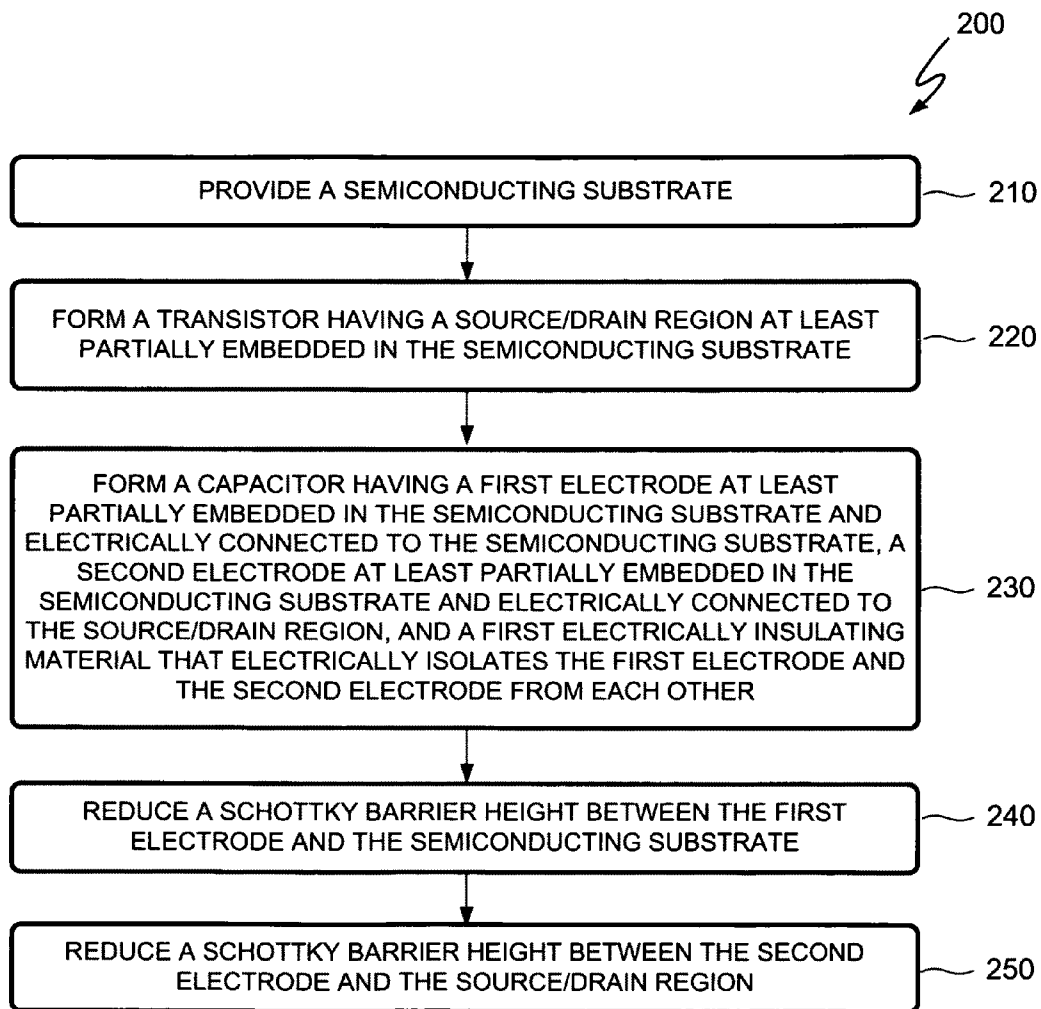 200
PROVIDE A SEMICONDUCTING SUBSTRATE
210
FORM A TRANSISTOR HAVING A SOURCE/DRAIN REGION AT LEAST
PARTIALLY EMBEDDED IN THE SEMICONDUCTING SUBSTRATE
220
FORM A CAPACITOR HAVING A FIRST ELECTRODE AT LEAST
PARTIALLY EMBEDDED IN THE SEMICONDUCTING SUBSTRATE AND
ELECTRICALLY CONNECTED TO THE SEMICONDUCTING SUBSTRATE, A
SECOND ELECTRODE AT LEAST PARTIALLY EMBEDDED IN THE
SEMICONDUCTING SUBSTRATE AND ELECTRICALLY CONNECTED TO
THE SOURCE/DRAIN REGION, AND A FIRST ELECTRICALLY INSULATING
MATERIAL THAT ELECTRICALLY ISOLATES THE FIRST ELECTRODE AND
THE SECOND ELECTRODE FROM EACH OTHER
230
REDUCE A SCHOTTKY BARRIER HEIGHT BETWEEN THE FIRST
ELECTRODE AND THE SEMICONDUCTING SUBSTRATE
240
REDUCE A SCHOTTKY BARRIER HEIGHT BETWEEN THE SECOND
ELECTRODE AND THE SOURCE/DRAIN REGION
250